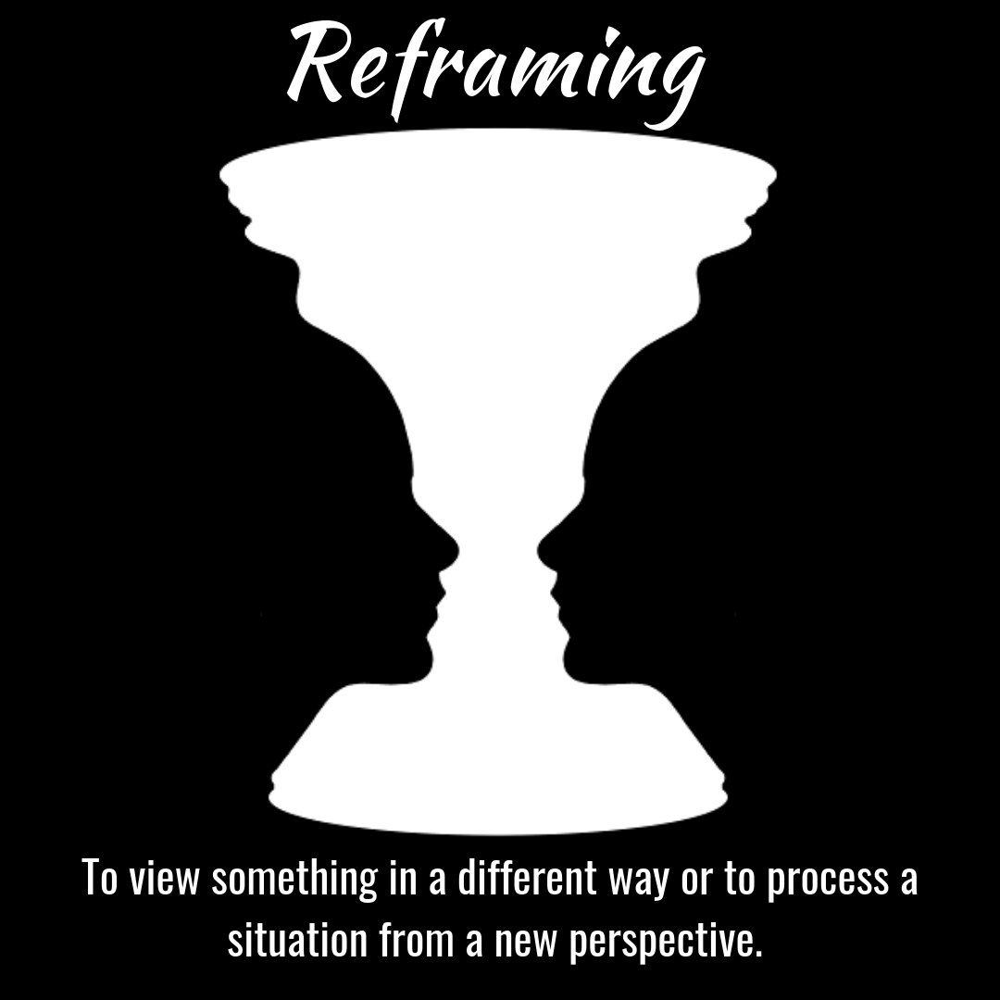 Reframing
To view something in a different way or to process a
situation from a new perspective.